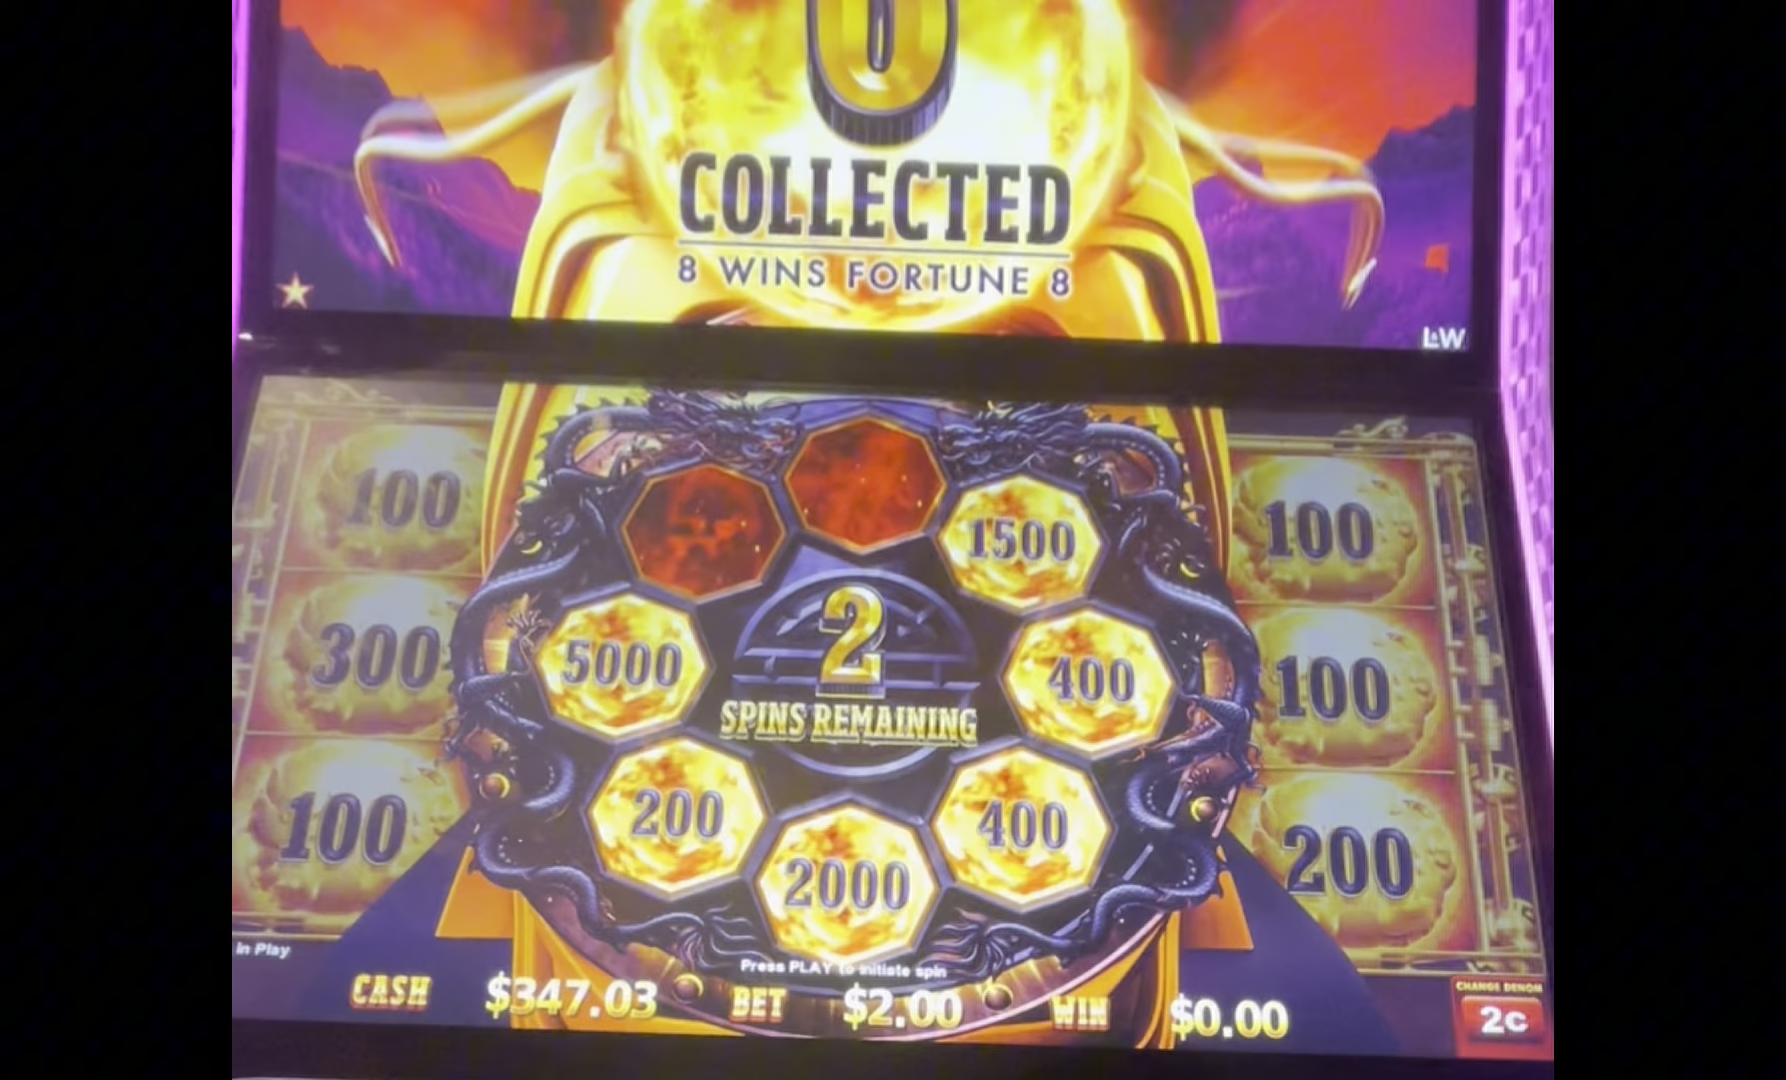 COLLECTED
8 WINS FORTUNE 8
L&W
100
300
100
1500
5000
400
200
400
2000
2
SPINS REMAINING
100
100
200
in Play
Press PLAY to initiate spin
CASH $347.03 BET $2.00 WIN $0.00
CHANGE DENOM
2¢